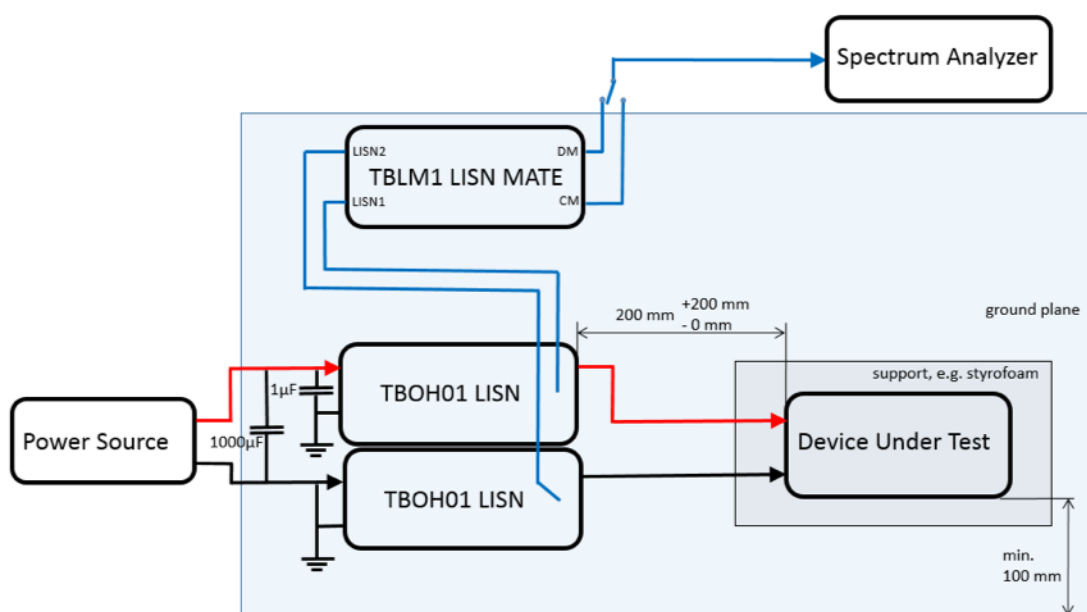 Spectrum Analyzer
LISN2
DM
TBLM1 LISN MATE
LISN1
CM
200 mm +200 mm
- 0 mm
ground plane
support, e.g. styrofoam
1µF
TBOH01 LISN
Power Source
1000µF
Device Under Test
TBOH01 LISN
min.
100 mm